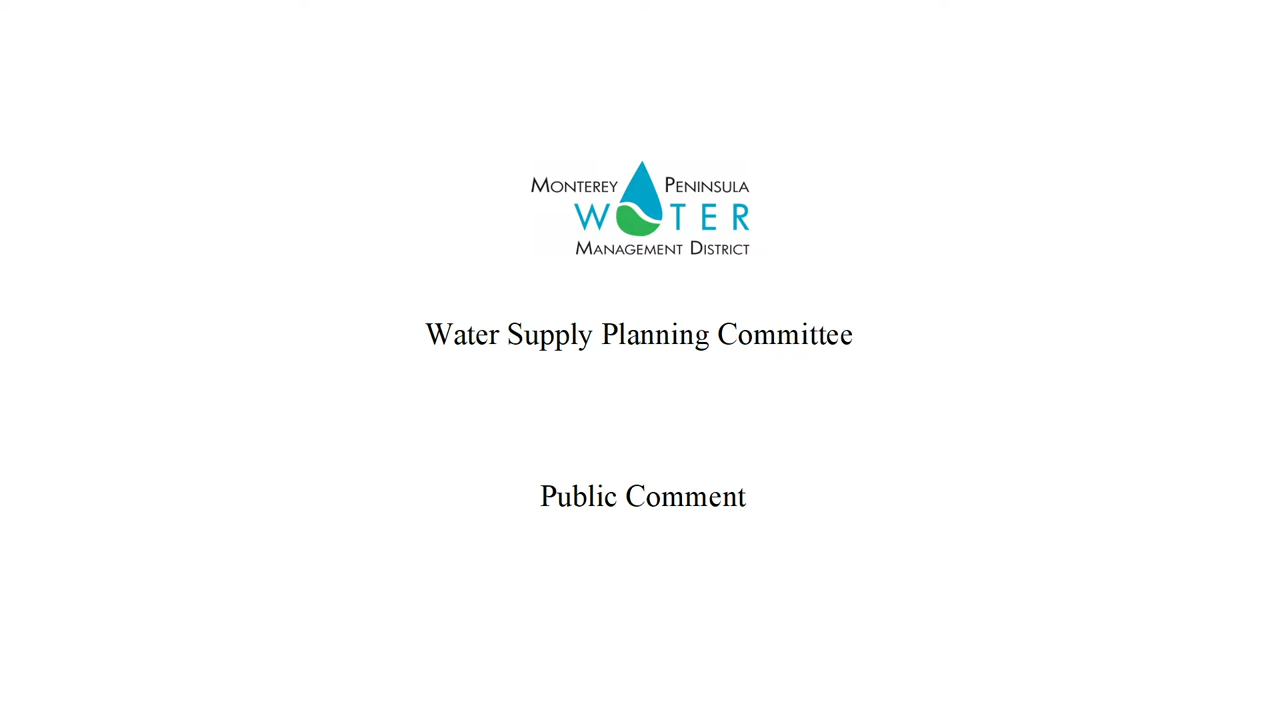 MONTEREY PENINSULA
WATER
MANAGEMENT DISTRICT
Water Supply Planning Committee
Public Comment